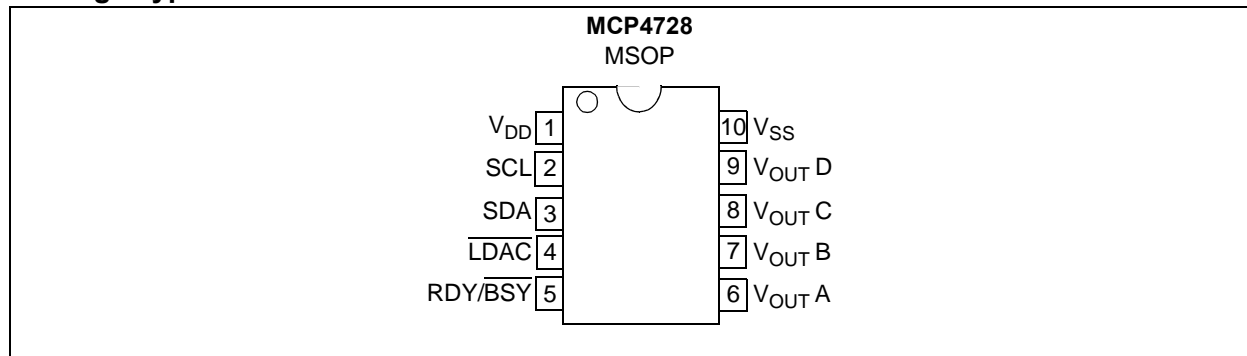 MCP4728
MSOP
VDD 1
SCL 2
SDA 3
LDAC 4
RDY/BSY 5
10 VSS
9 VOUT D
8 VOUT C
7 VOUT B
6 VOUT A